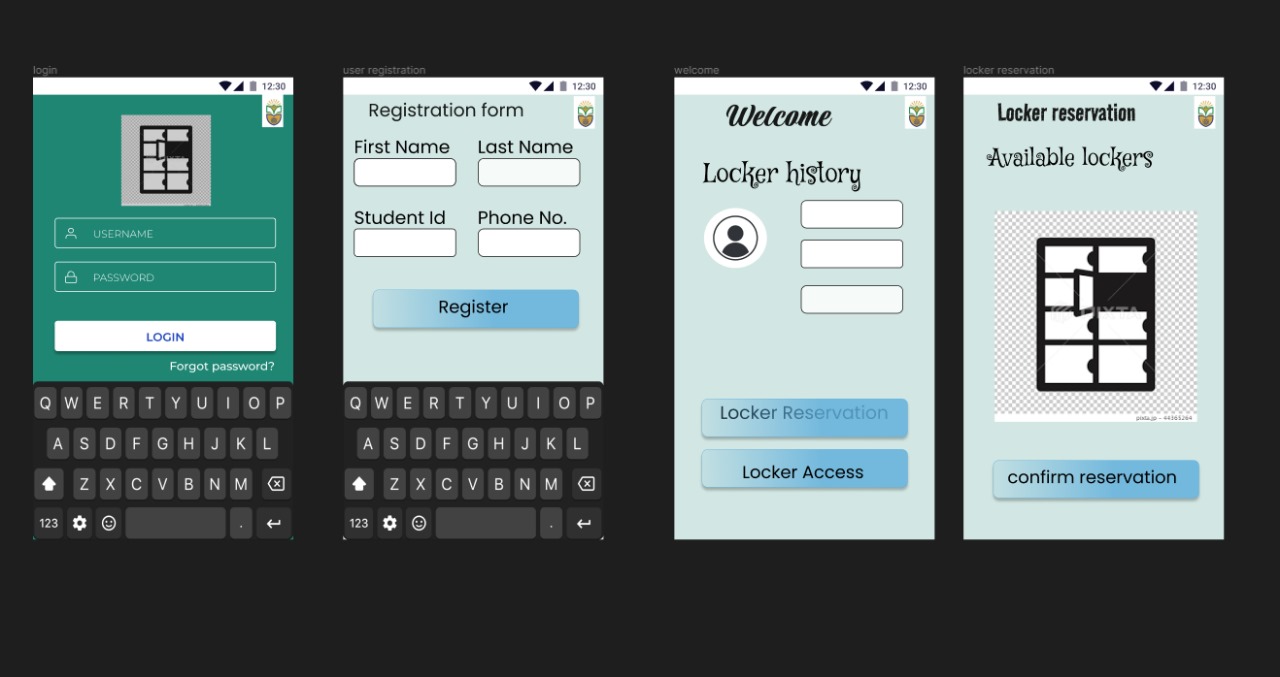 login
12:30
USERNAME
PASSWORD
LOGIN
Forgot password?
Q W E R T Y U I O P
A S D F G H J K L
Z X C V B N M
123 .
user registration
12:30
Registration form
First Name Last Name
Student Id Phone No.
Register
Q W E R T Y U I O P
A S D F G H J K L
Z X C V B N M
123 .
welcome
12:30
Welcome
Locker history
Locker Reservation
Locker Access
locker reservation
12:30
Locker reservation
Available lockers
PIXTA
pixta.jp - 44365264
confirm reservation